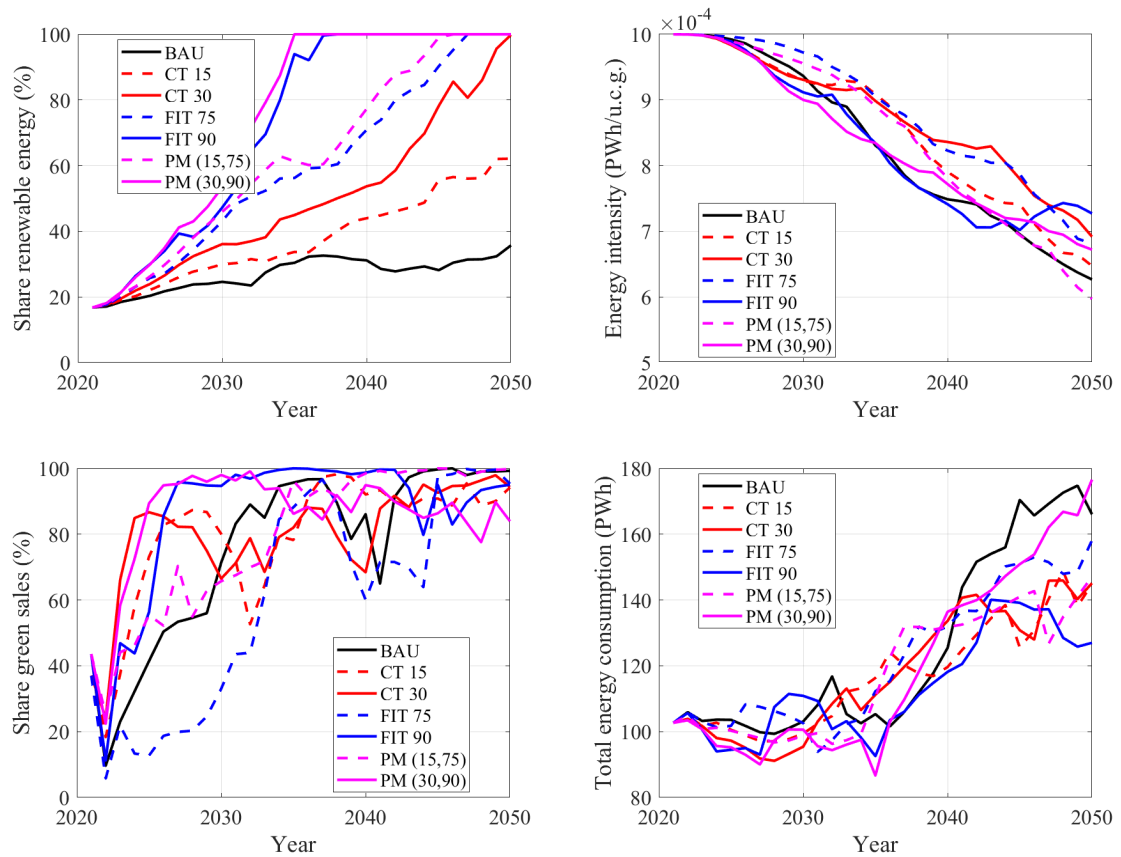 100
80
60
40
20
0
Share renewable energy (%)
BAU
CT 15
CT 30
FIT 75
FIT 90
PM (15,75)
PM (30,90)
2020
2030
2040
2050
Year
×10⁻⁴
10
9
8
7
6
5
Energy intensity (PWh/u.c.g.)
BAU
CT 15
CT 30
FIT 75
FIT 90
PM (15,75)
PM (30,90)
2020
2030
2040
2050
Year
100
80
60
40
20
0
Share green sales (%)
BAU
CT 15
CT 30
FIT 75
FIT 90
PM (15,75)
PM (30,90)
2020
2030
2040
2050
Year
180
160
140
120
100
80
Total energy consumption (PWh)
BAU
CT 15
CT 30
FIT 75
FIT 90
PM (15,75)
PM (30,90)
2020
2030
2040
2050
Year